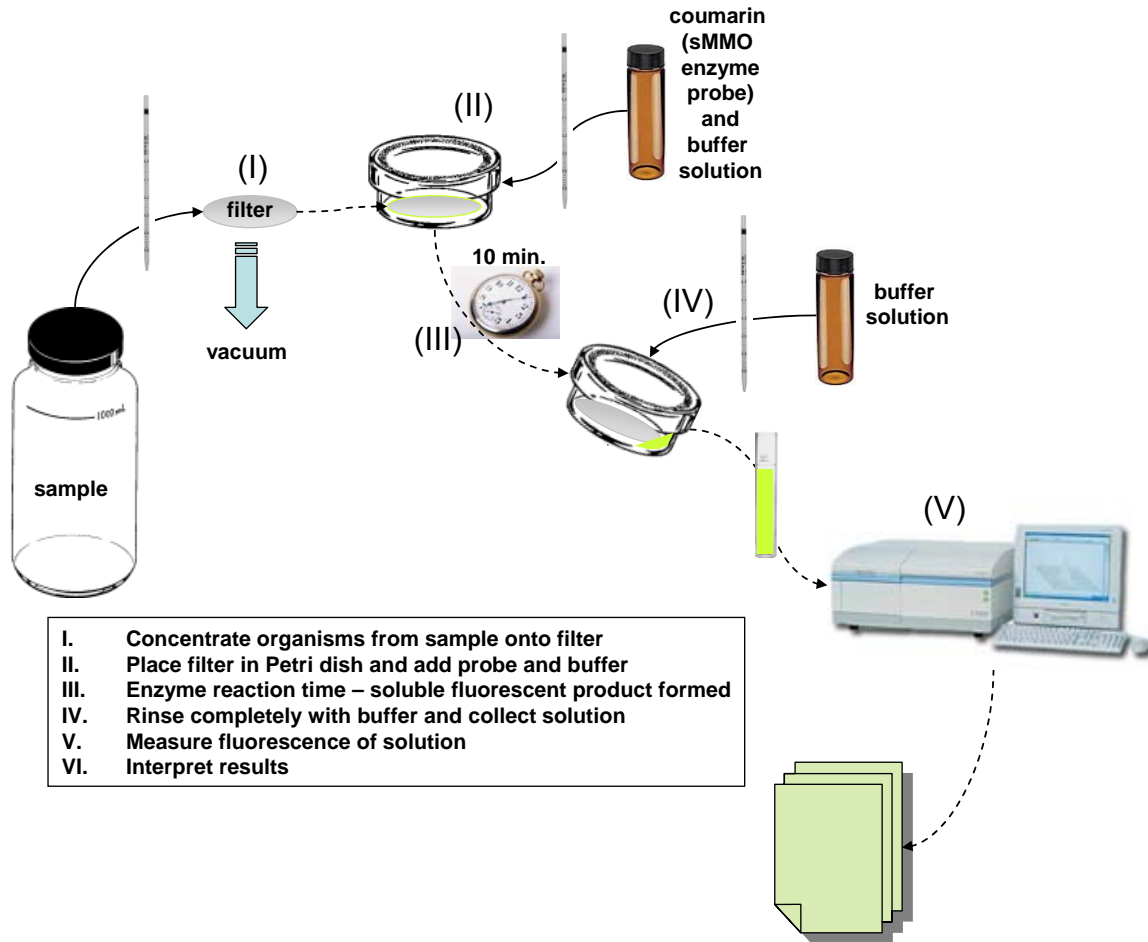 coumarin
(sMMO
enzyme
probe)
and
buffer
solution
(II)
(I)
filter
10 min.
(IV)
buffer
solution
(III)
vacuum
1000 mL
sample
(V)
I. Concentrate organisms from sample onto filter
II. Place filter in Petri dish and add probe and buffer
III. Enzyme reaction time – soluble fluorescent product formed
IV. Rinse completely with buffer and collect solution
V. Measure fluorescence of solution
VI. Interpret results